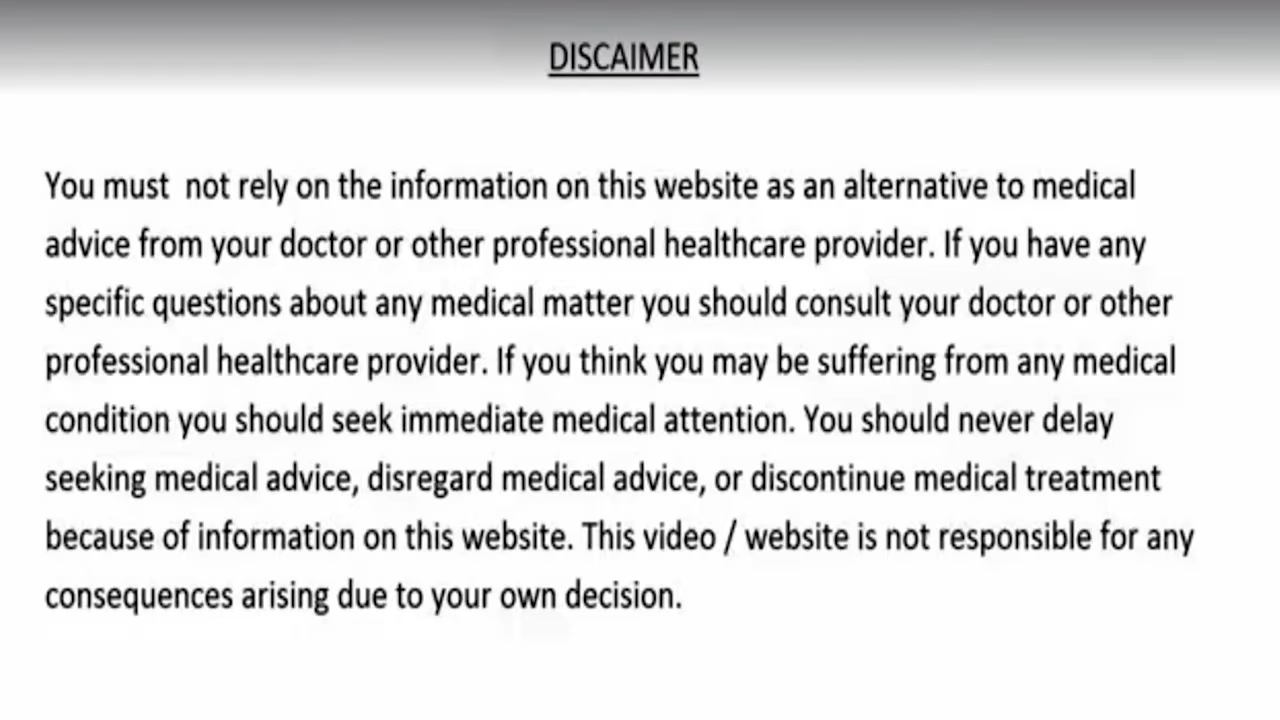 DISCAIMER
You must  not rely on the information on this website as an alternative to medical
advice from your doctor or other professional healthcare provider. If you have any
specific questions about any medical matter you should consult your doctor or other
professional healthcare provider. If you think you may be suffering from any medical
condition you should seek immediate medical attention. You should never delay
seeking medical advice, disregard medical advice, or discontinue medical treatment
because of information on this website. This video / website is not responsible for any
consequences arising due to your own decision.